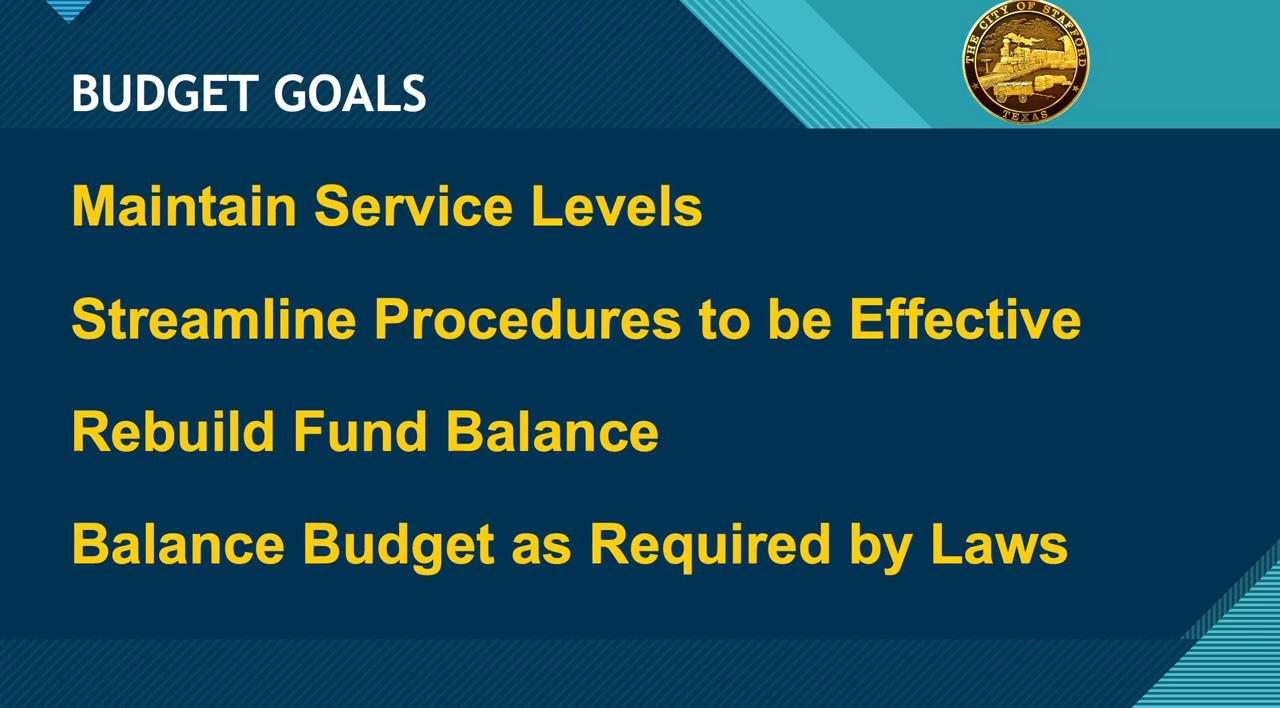 THE CITY OF STAFFORD
TEXAS
BUDGET GOALS
Maintain Service Levels
Streamline Procedures to be Effective
Rebuild Fund Balance
Balance Budget as Required by Laws